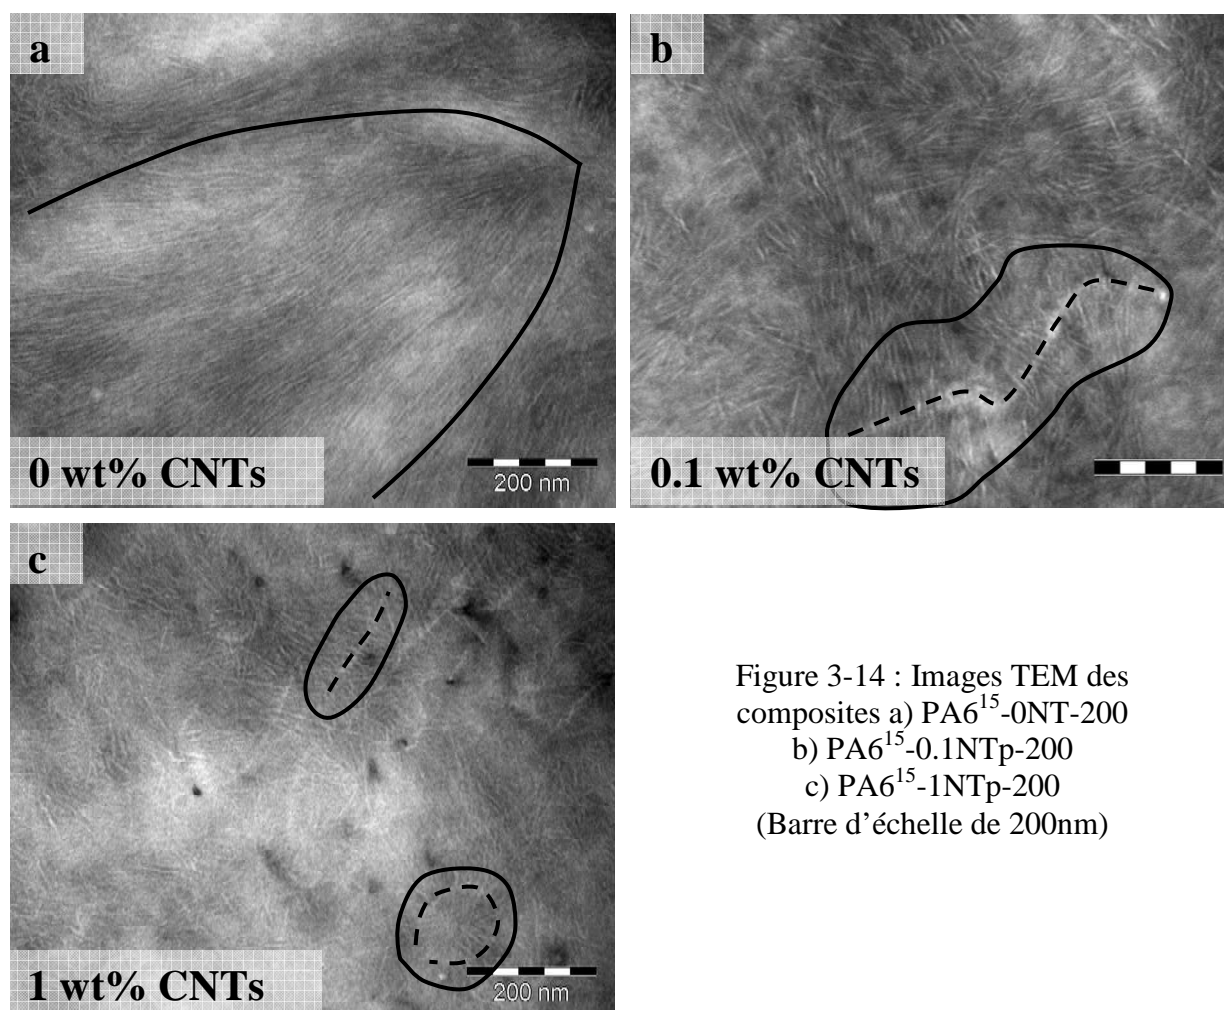 a
0 wt% CNTs
200 nm
b
0.1 wt% CNTs
c
1 wt% CNTs
200 nm
Figure 3-14 : Images TEM des
composites a) PA6¹⁵-0NT-200
b) PA6¹⁵-0.1NTp-200
c) PA6¹⁵-1NTp-200
(Barre d’échelle de 200nm)